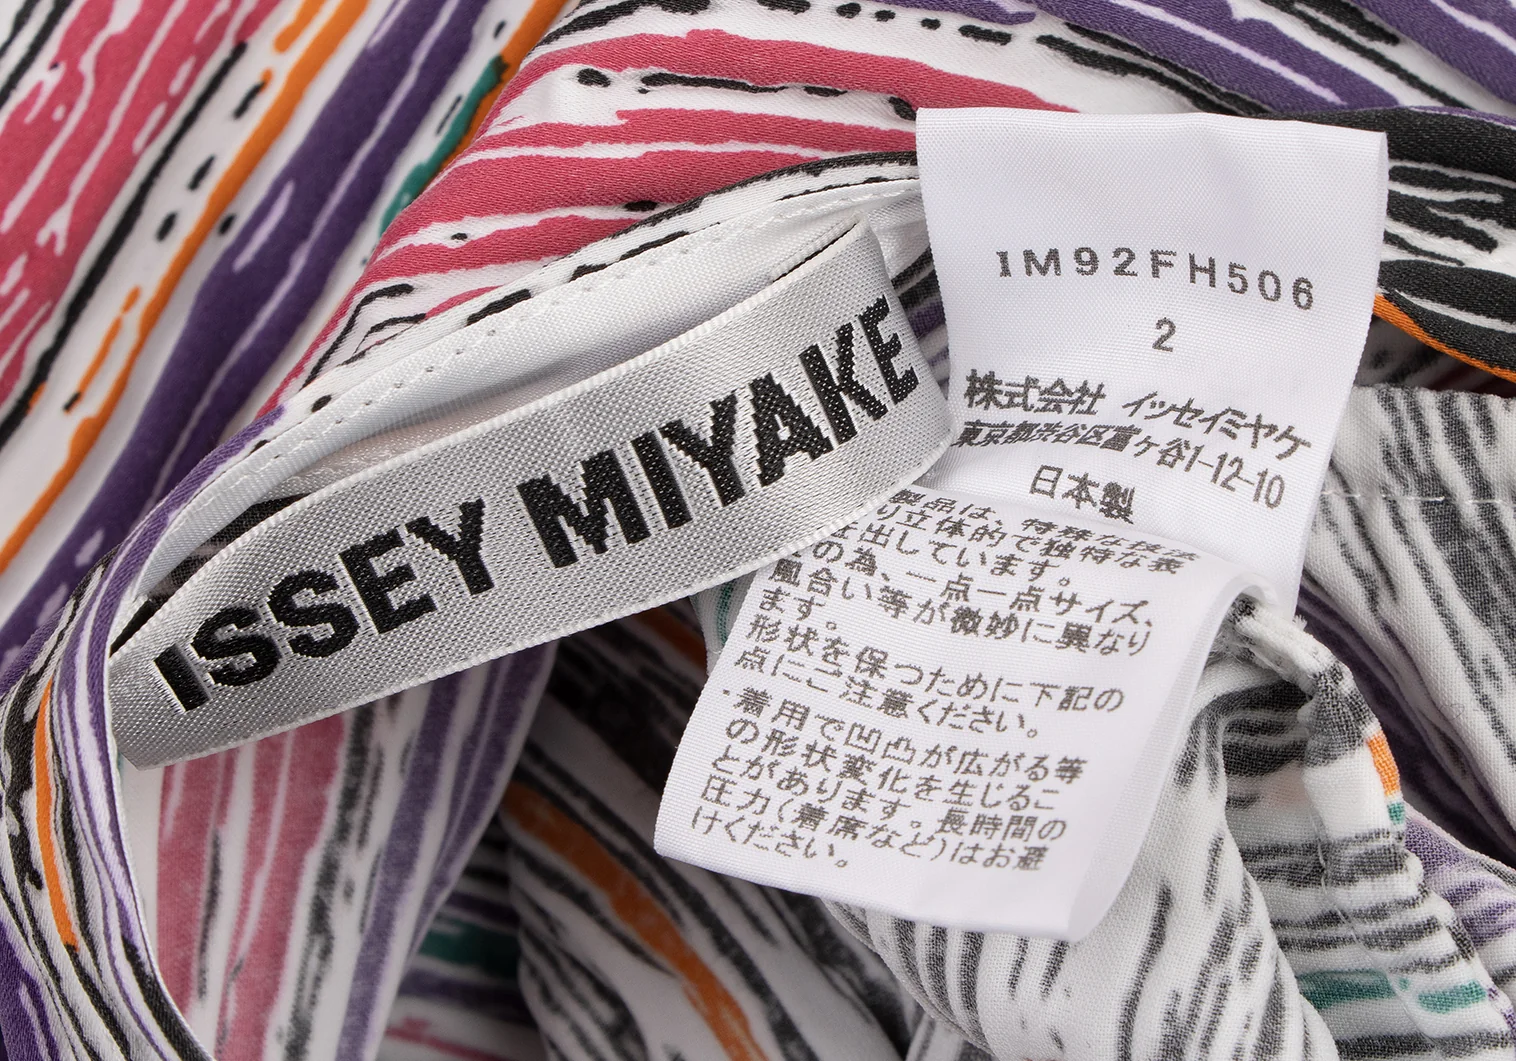 ISSEY MIYAKE
IM92FH506
2
株式会社 イッセイミヤケ
東京都渋谷区富ヶ谷1-12-10
日本製
製品は、特殊な技法
り立体的で独特な表
を出しています。
の為、一点一点サイズ、
風合い等が微妙に異なり
ます。
形状を保つために下記の
点にご注意ください。
・着用で凹凸が広がる等
の形状変化を生じるこ
とがあります。長時間の
圧力(着席など)はお避
けください。